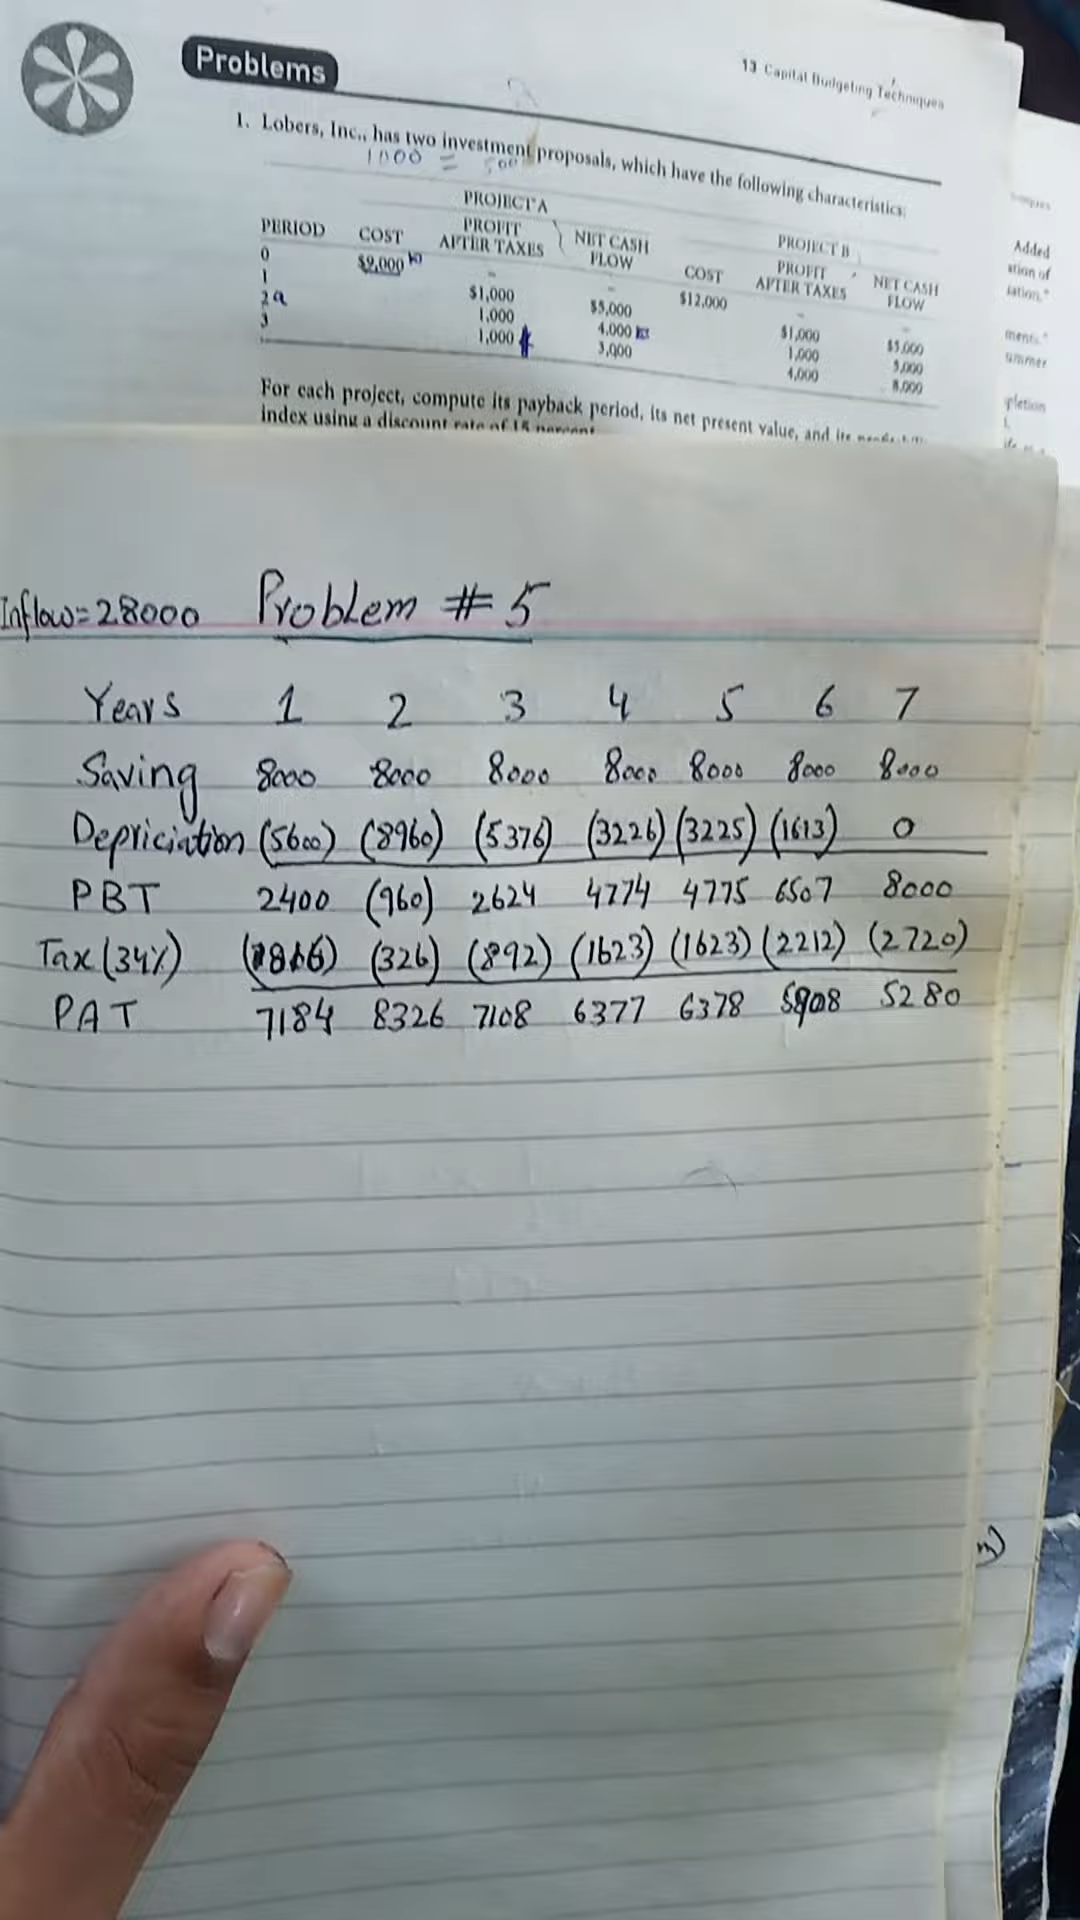 Problems
13 Capital Budgeting Techniques
1. Lobers, Inc., has two investment proposals, which have the following characteristics:
1000 =
PROJECT A
PROJECT B
PERIOD COST PROFIT AFTER TAXES NET CASH FLOW COST PROFIT AFTER TAXES NET CASH FLOW
0 $9,000 – – $12,000 – –
1 $1,000 $5,000 $1,000 $5,000
2 1,000 4,000 1,000 5,000
3 1,000 3,000 4,000 8,000
For each project, compute its payback period, its net present value, and its
index using a discount rate of 15 percent
Added
Inflow=28000 Problem # 5
Years 1 2 3 4 5 6 7
Saving 8000 8000 8000 8000 8000 8000 8000
Depriciation (5600) (8960) (5376) (3226) (3225) (1613) 0
PBT 2400 (960) 2624 4774 4775 6507 8000
Tax (34%) (816) (326) (892) (1623) (1623) (2212) (2720)
PAT 7184 8326 7108 6377 6378 5908 5280